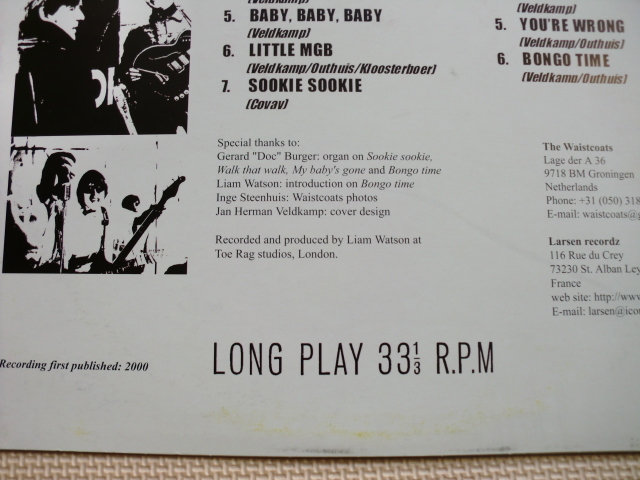 (Veldkamp)
5. BABY, BABY, BABY
(Veldkamp)
6. LITTLE MGB
(Veldkamp/Outhuis/Kloosterboer)
7. SOOKIE SOOKIE
(Covay)
(Veldkamp)
5. YOU'RE WRONG
(Veldkamp/Outhuis)
6. BONGO TIME
(Veldkamp/Outhuis)
Special thanks to:
Gerard "Doc" Burger: organ on Sookie sookie,
Walk that walk, My baby's gone and Bongo time
Liam Watson: introduction on Bongo time
Inge Steenhuis: Waistcoats photos
Jan Herman Veldkamp: cover design
Recorded and produced by Liam Watson at
Toe Rag studios, London.
The Waistcoats
Lage der A 36
9718 BM Groningen
Netherlands
Phone: +31 (050) 318
E-mail: waistcoats@
Larsen recordz
116 Rue du Crey
73230 St. Alban Ley
France
web site: http://www
E-mail: larsen@ico
Recording first published: 2000
LONG PLAY 33 1/3 R.P.M